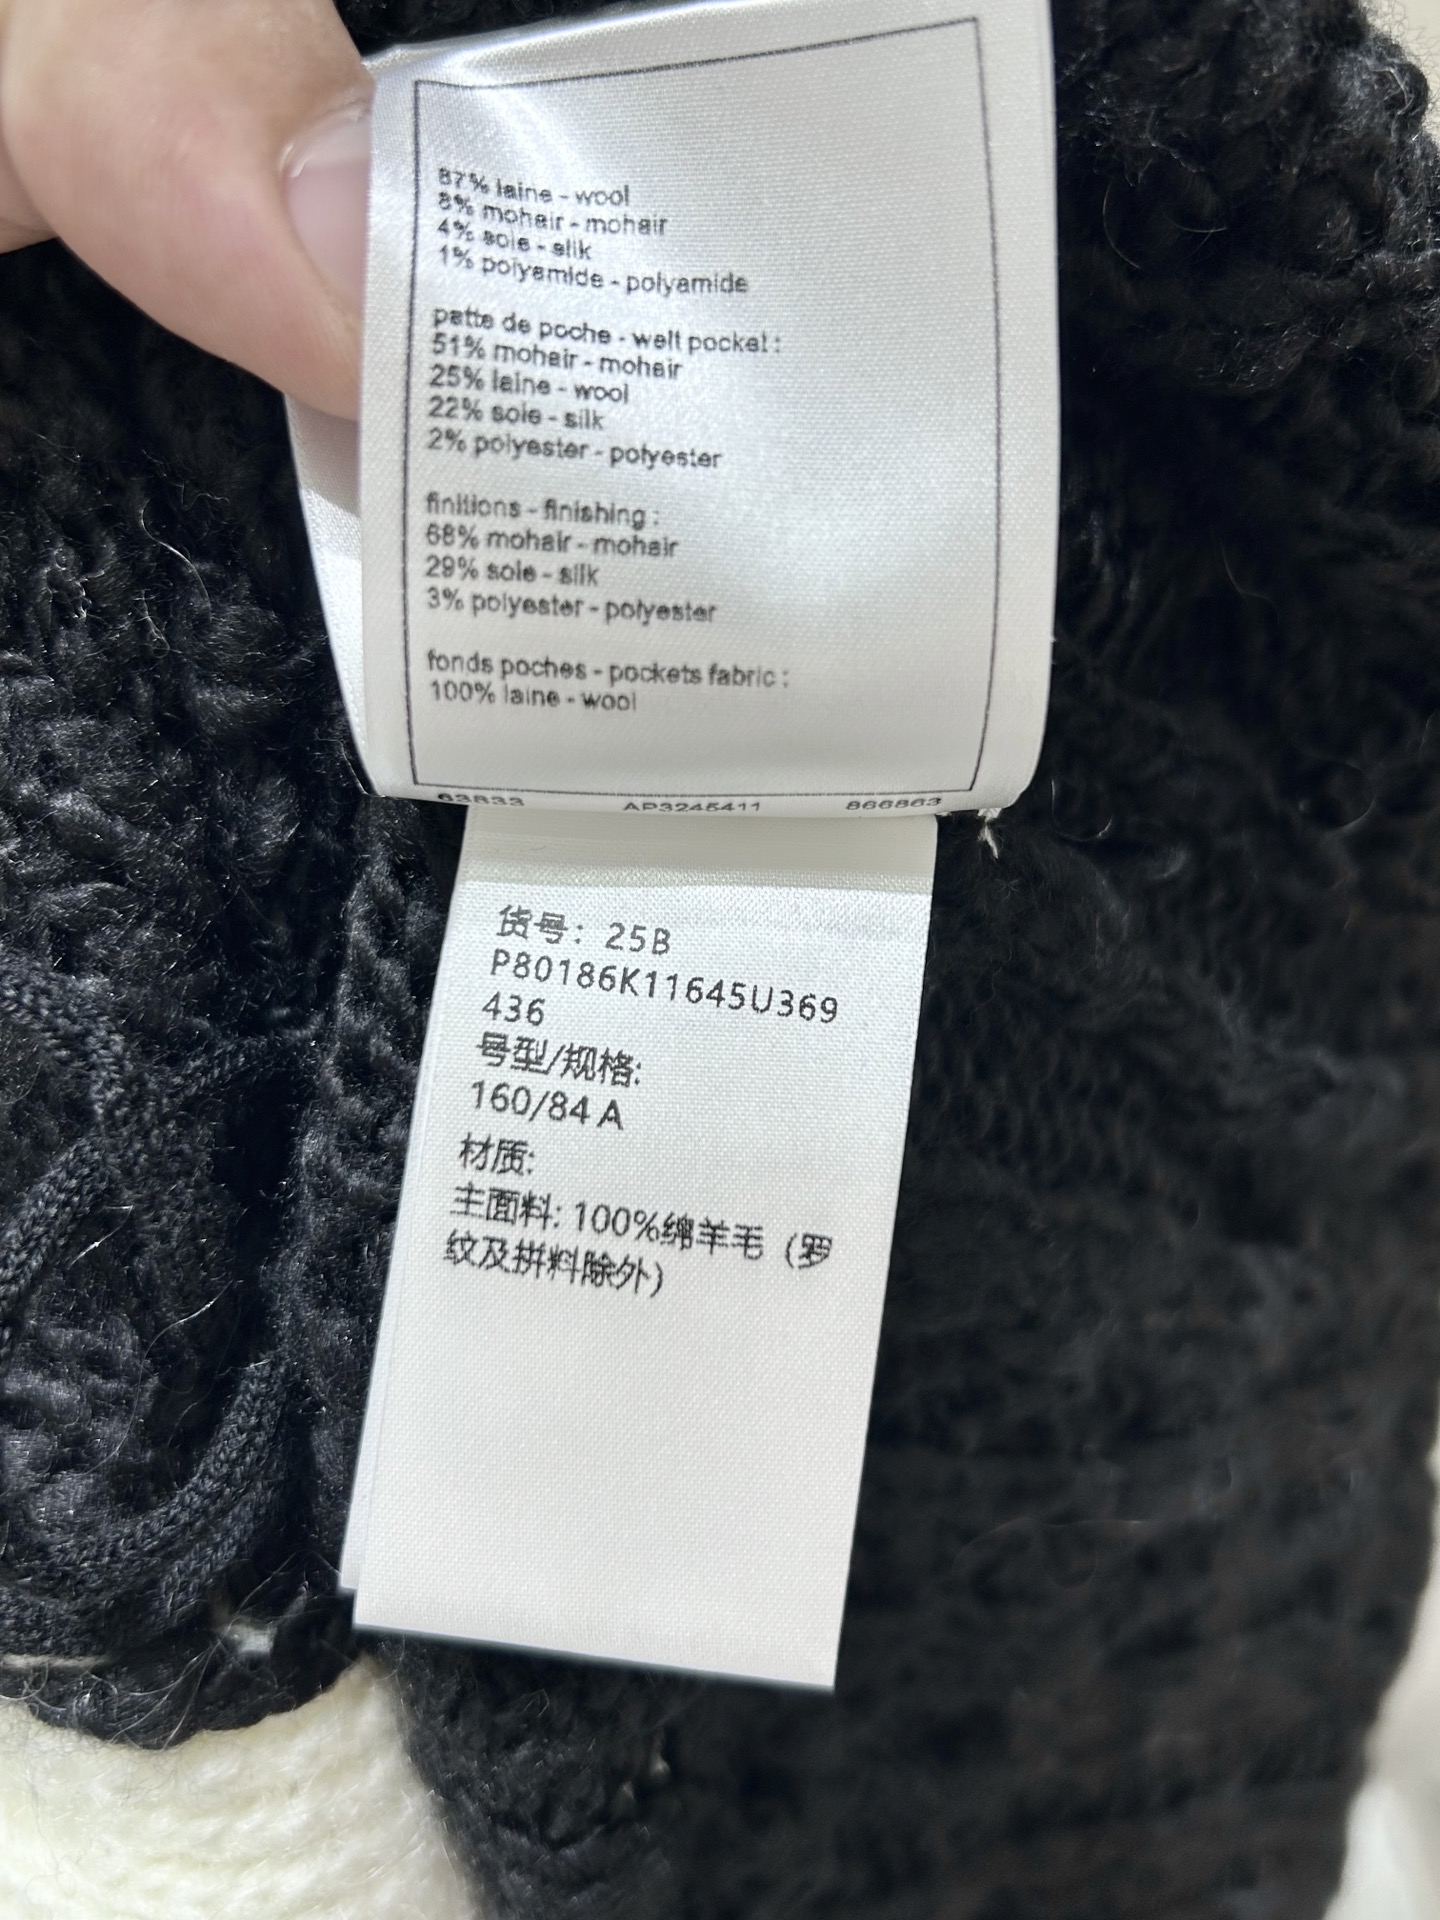 87% laine - wool
8% mohair - mohair
4% soie - silk
1% polyamide - polyamide
patte de poche - welt pocket :
51% mohair - mohair
25% laine - wool
22% soie - silk
2% polyester - polyester
finitions - finishing :
68% mohair - mohair
29% soie - silk
3% polyester - polyester
fonds poches - pockets fabric :
100% laine - wool
63833 AP3245411 866863
货号: 25B
P80186K11645U369
436
号型/规格:
160/84 A
材质:
主面料: 100%绵羊毛（罗
纹及拼料除外）